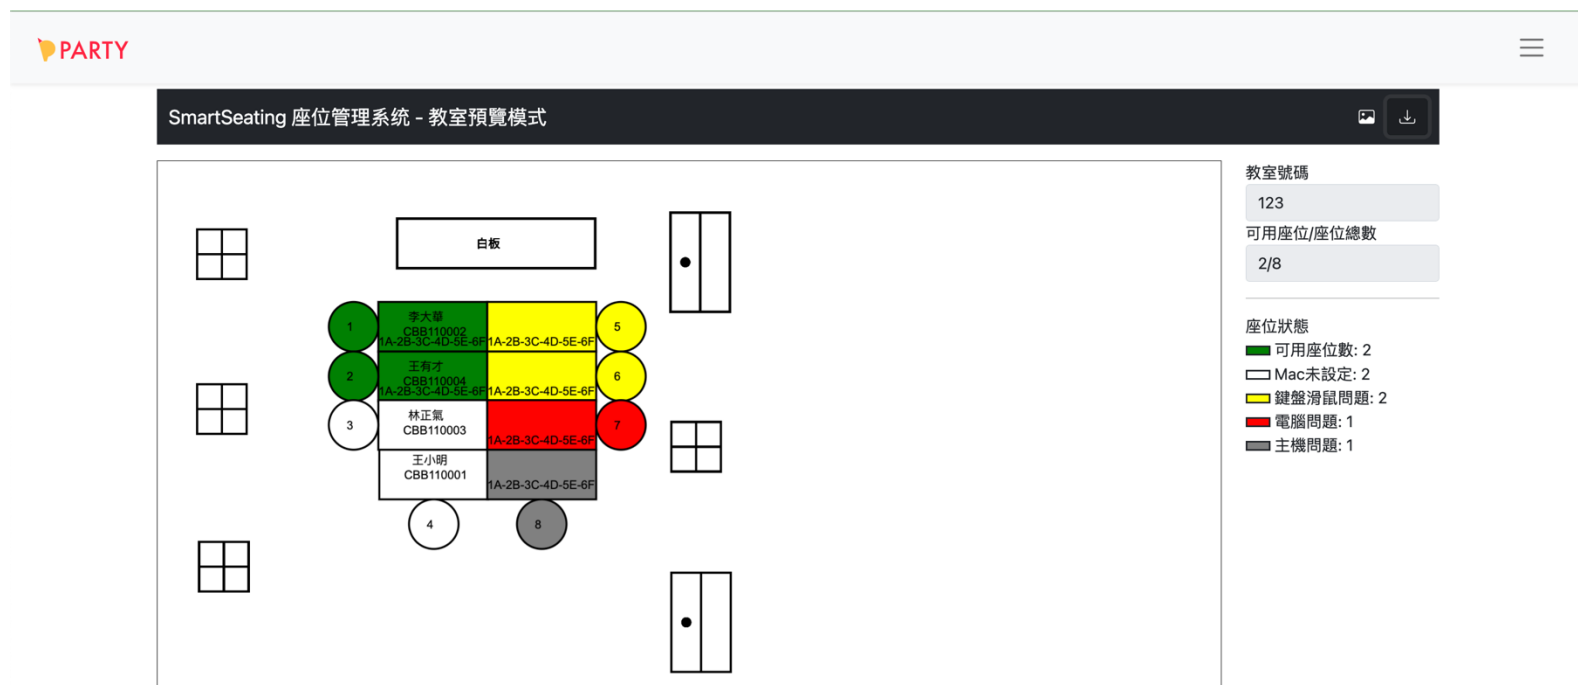 PARTY
SmartSeating 座位管理系统 - 教室預覽模式
教室號碼
123
可用座位/座位總數
2/8
座位狀態
可用座位數: 2
Mac未設定: 2
鍵盤滑鼠問題: 2
電腦問題: 1
主機問題: 1
白板
1
李大華
CBB110002
1A-2B-3C-4D-5E-6F
1A-2B-3C-4D-5E-6F
5
2
王有才
CBB110004
1A-2B-3C-4D-5E-6F
1A-2B-3C-4D-5E-6F
6
3
林正氣
CBB110003
1A-2B-3C-4D-5E-6F
7
王小明
CBB110001
1A-2B-3C-4D-5E-6F
4
8